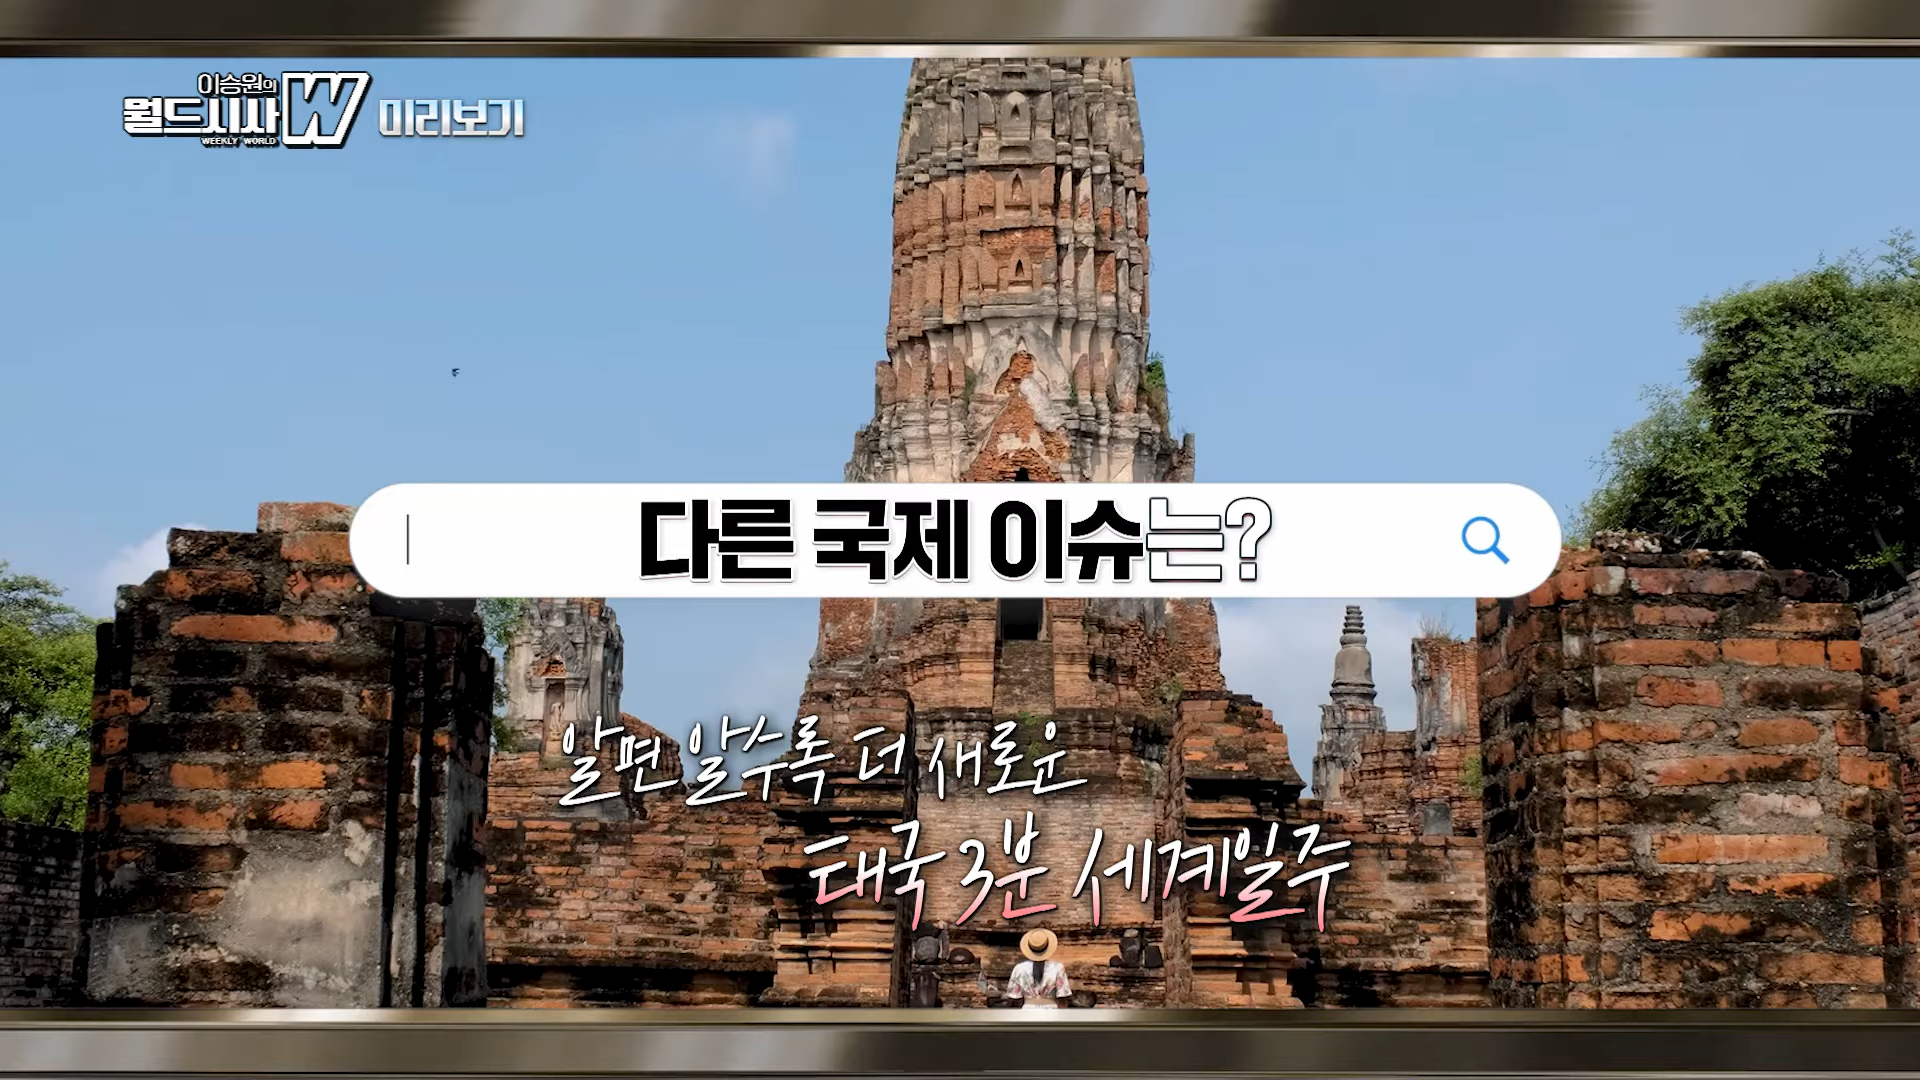 이승원의
월드시사 W 미리보기
WEEKLY WORLD
다른 국제 이슈는?
알면 알수록 더 새로운
태국 3분 세계일주